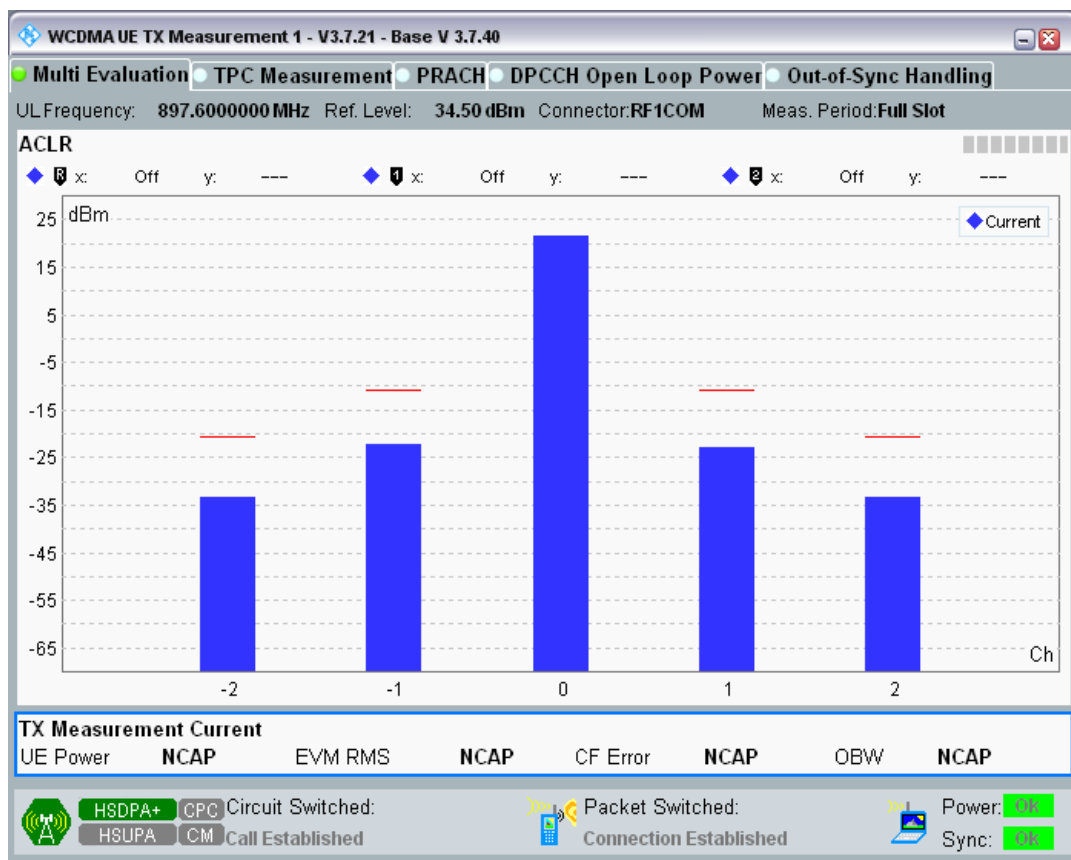 WCDMA UE TX Measurement 1 - V3.7.21 - Base V 3.7.40
Multi Evaluation TPC Measurement PRACH DPCCH Open Loop Power Out-of-Sync Handling
UL Frequency: 897.6000000 MHz Ref. Level: 34.50 dBm Connector: RF1COM Meas. Period: Full Slot
ACLR
R x: Off y: --- 1 x: Off y: --- 2 x: Off y: ---
dBm
Current
25
15
5
-5
-15
-25
-35
-45
-55
-65
Ch
-2 -1 0 1 2
TX Measurement Current
UE Power NCAP EVM RMS NCAP CF Error NCAP OBW NCAP
HSDPA+ CPC Circuit Switched: Packet Switched: Power: OK
HSUPA CM Call Established Connection Established Sync: OK